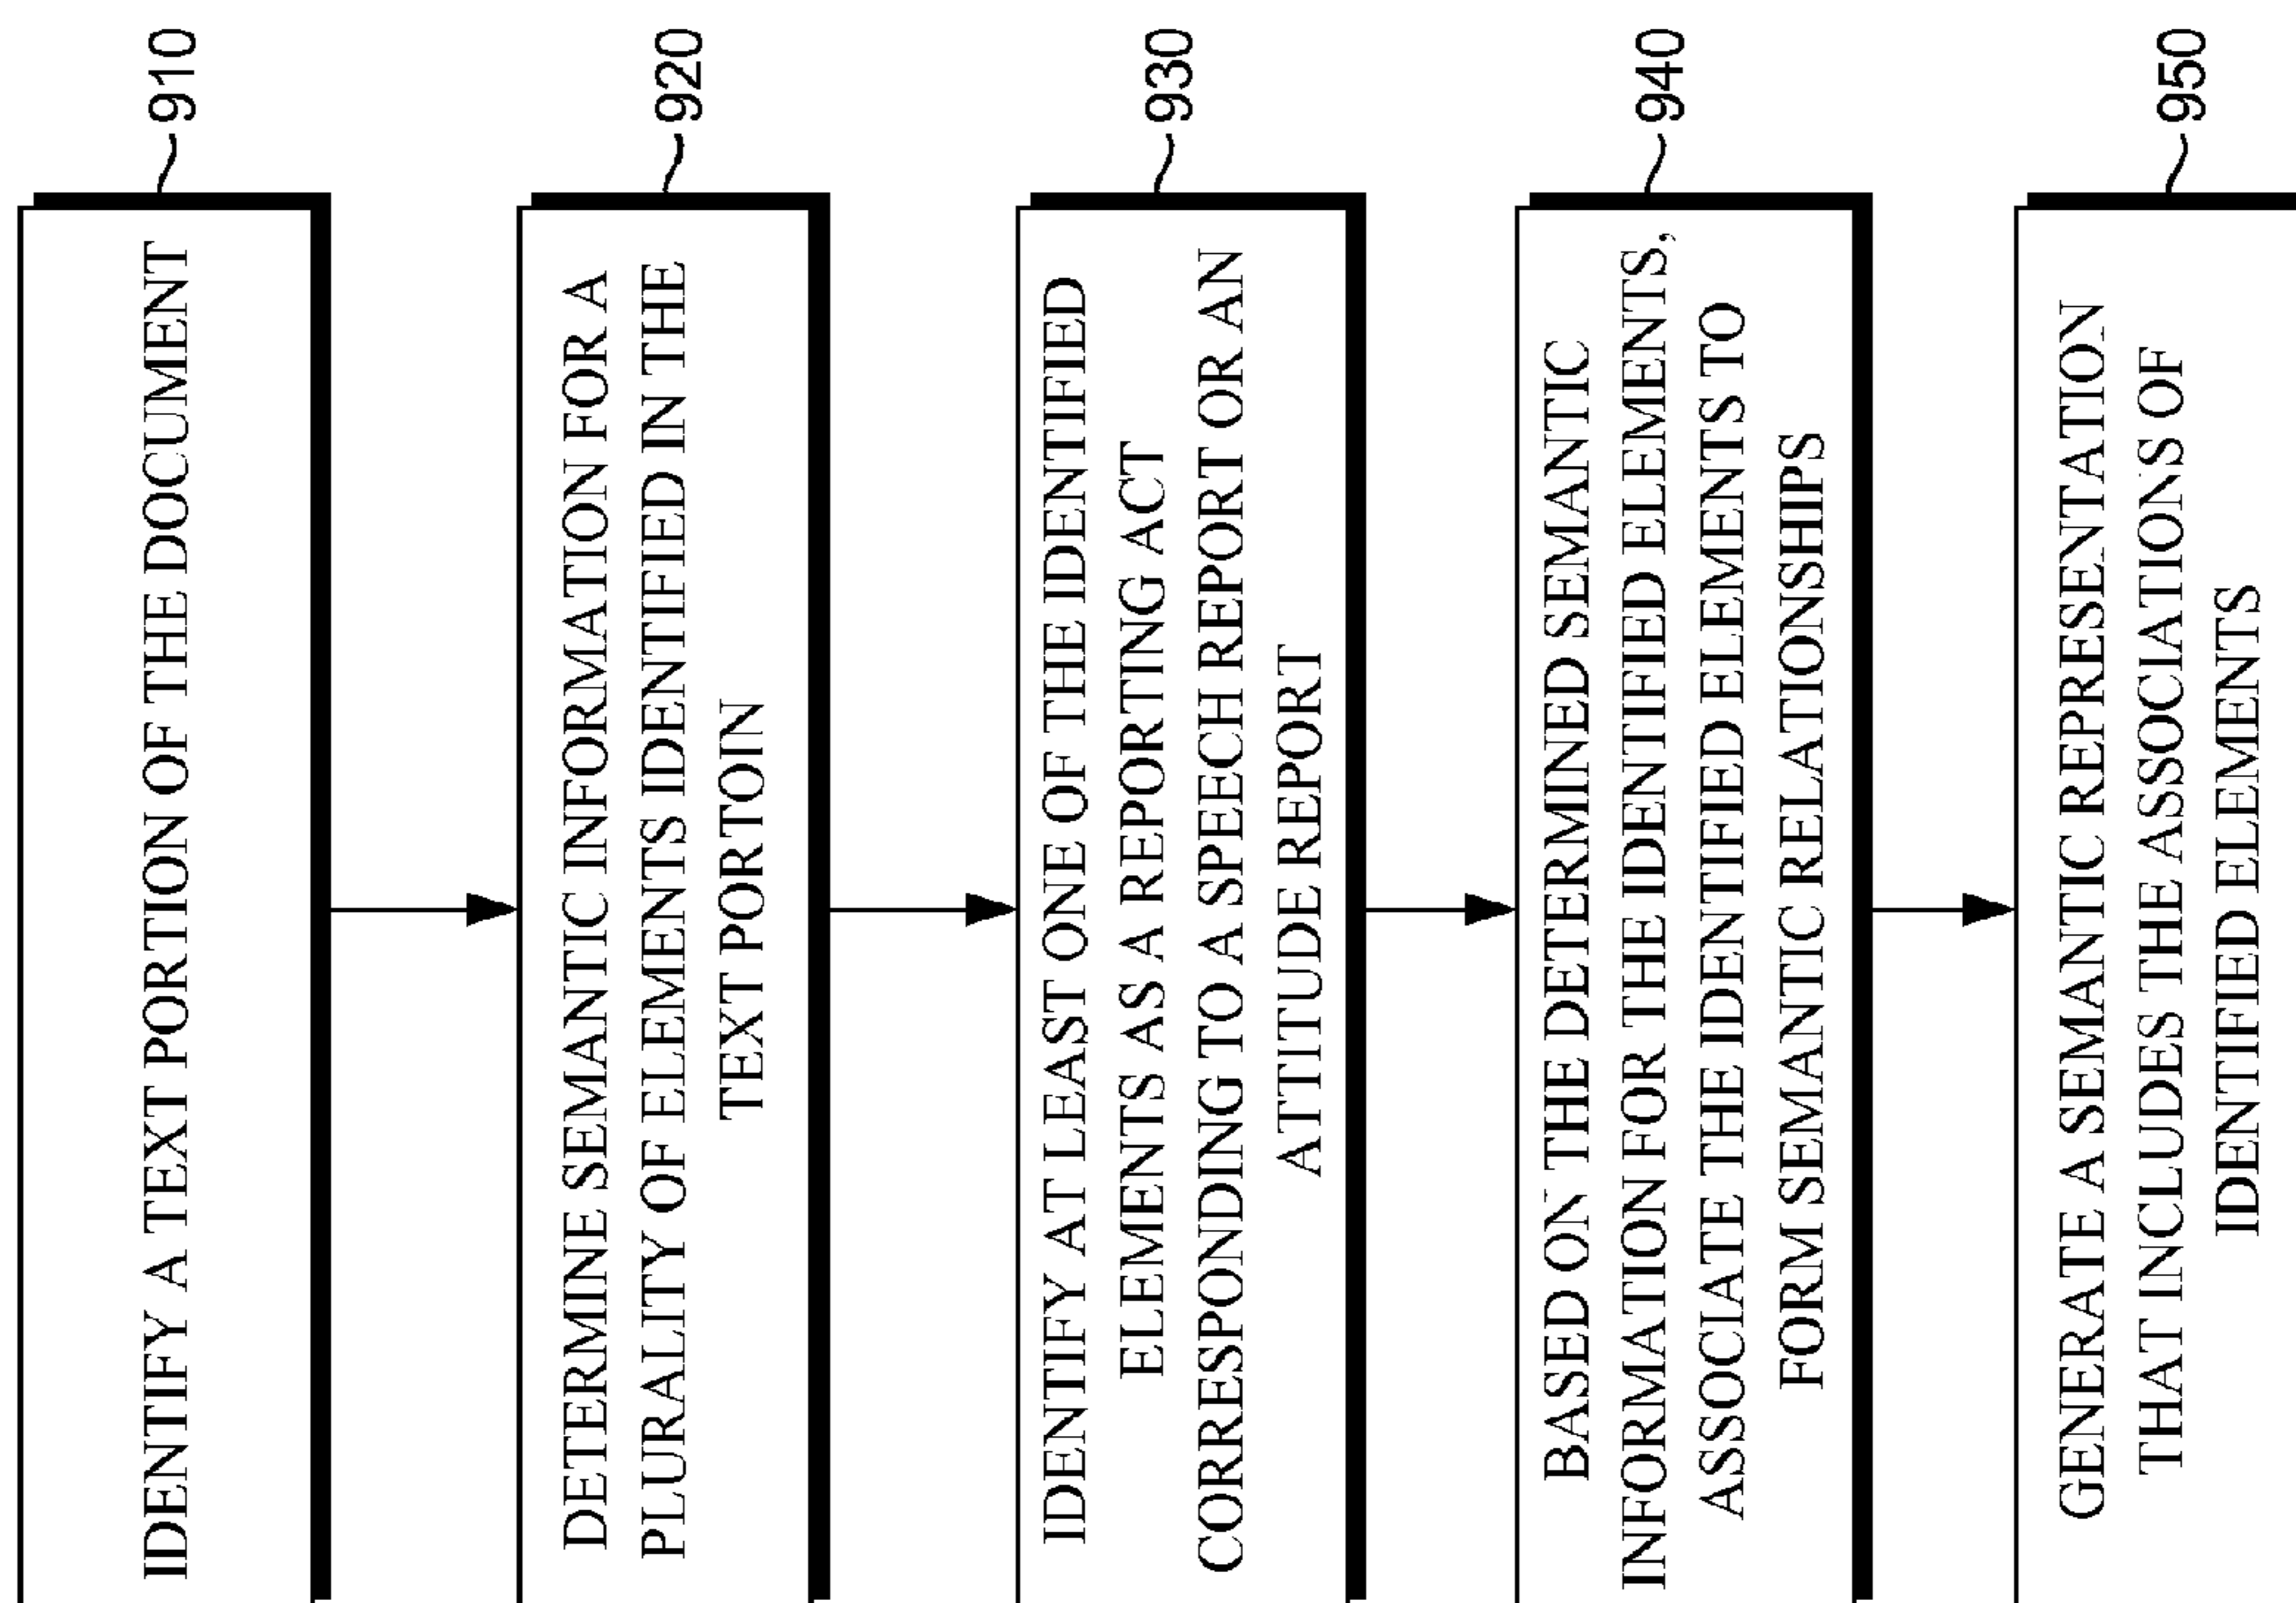 IDENTIFY A TEXT PORTION OF THE DOCUMENT
910
DETERMINE SEMANTIC INFORMATION FOR A
PLURALITY OF ELEMENTS IDENTIFIED IN THE
TEXT PORTOIN
920
IDENTIFY AT LEAST ONE OF THE IDENTIFIED
ELEMENTS AS A REPORTING ACT
CORRESPONDING TO A SPEECH REPORT OR AN
ATTITUDE REPORT
930
BASED ON THE DETERMINED SEMANTIC
INFORMATION FOR THE IDENTIFIED ELEMENTS,
ASSOCIATE THE IDENTIFIED ELEMENTS TO
FORM SEMANTIC RELATIONSHIPS
940
GENERATE A SEMANTIC REPRESENTATION
THAT INCLUDES THE ASSOCIATIONS OF
IDENTIFIED ELEMENTS
950